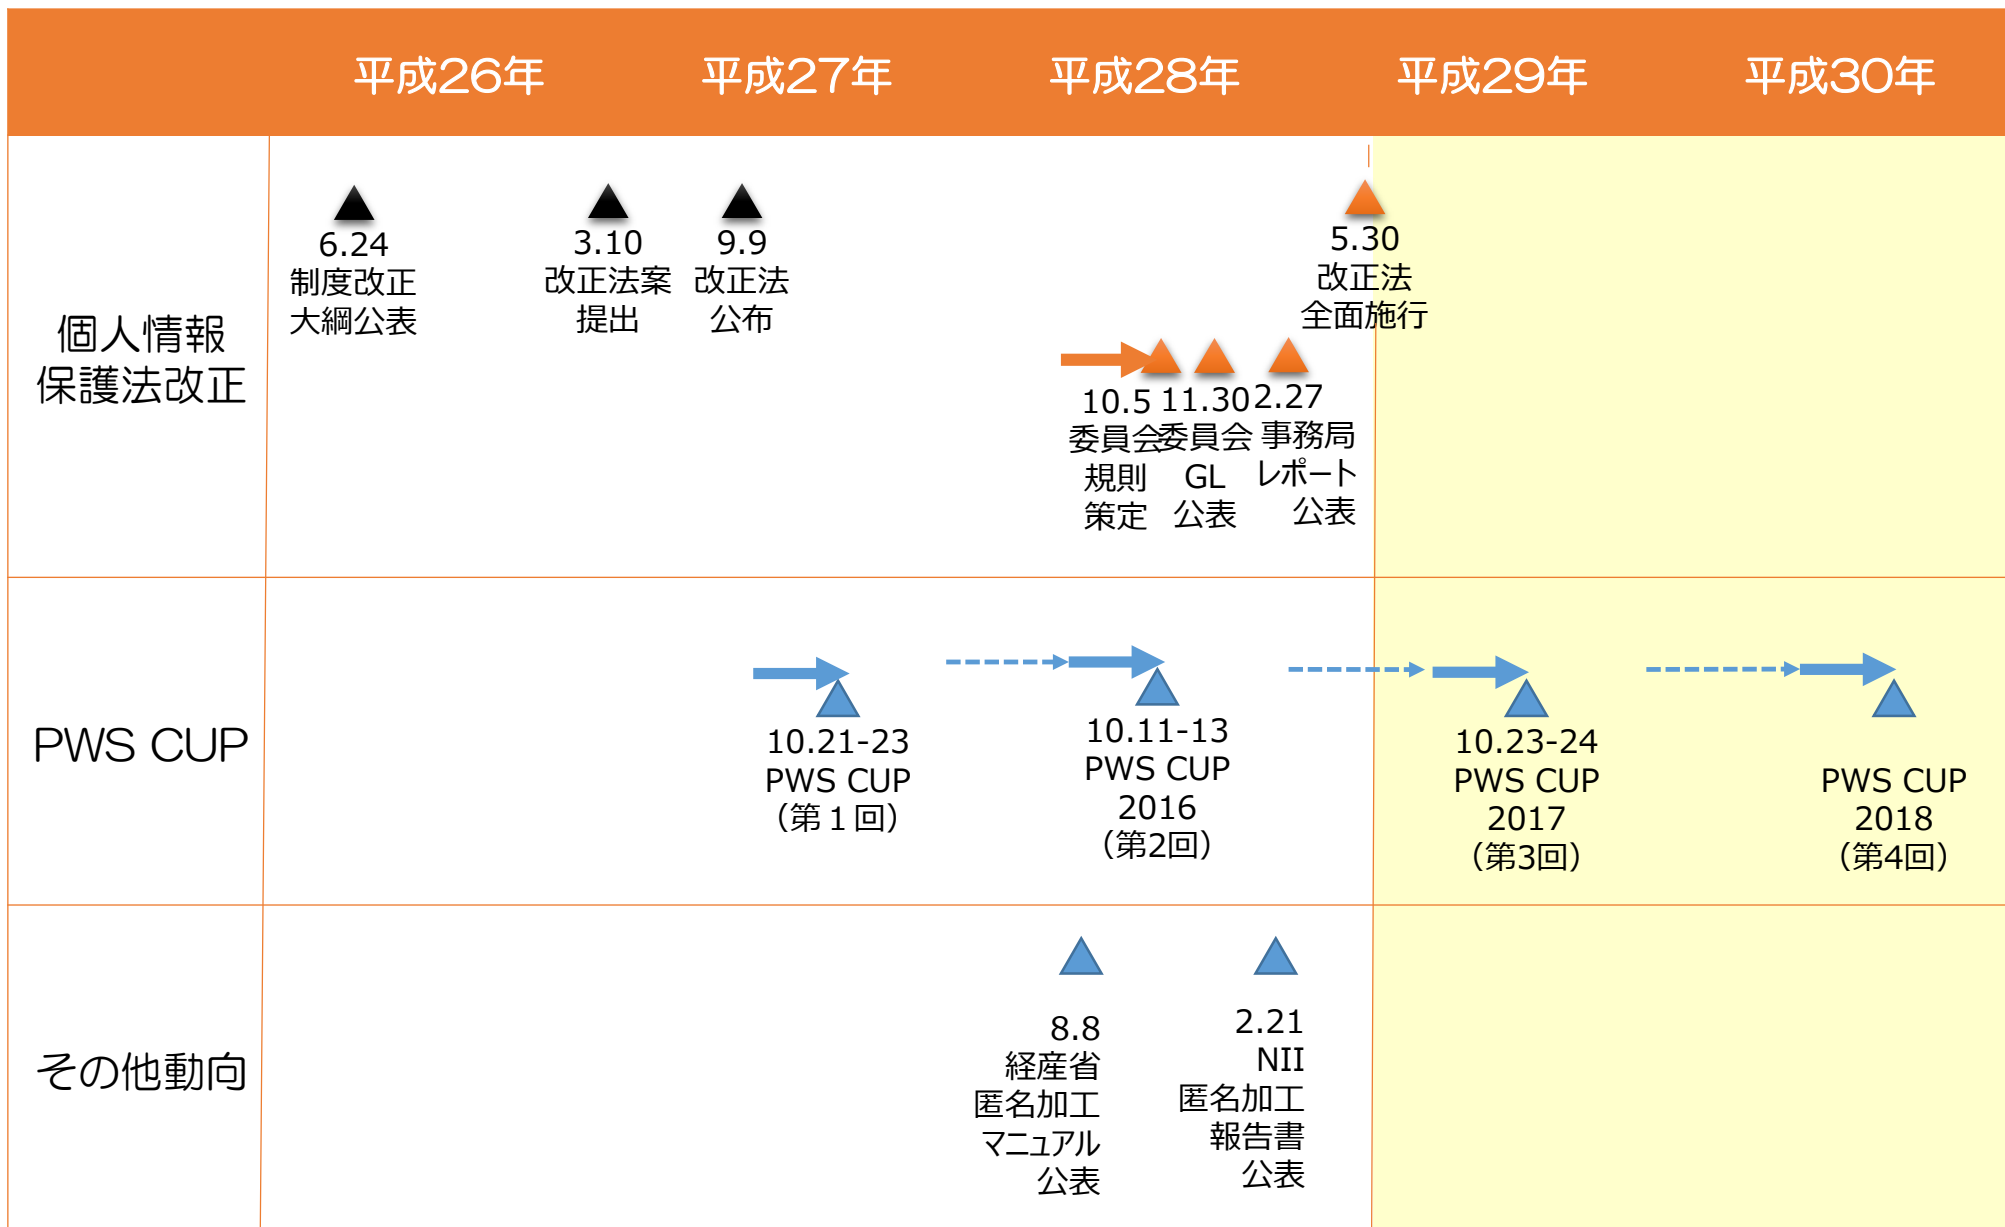 平成26年
平成27年
平成28年
平成29年
平成30年
個人情報
保護法改正
6.24
制度改正
大綱公表
3.10
改正法案
提出
9.9
改正法
公布
5.30
改正法
全面施行
10.5
委員会
規則
策定
11.30
委員会
GL
公表
2.27
事務局
レポート
公表
PWS CUP
10.21-23
PWS CUP
（第１回）
10.11-13
PWS CUP
2016
（第2回）
10.23-24
PWS CUP
2017
（第3回）
PWS CUP
2018
（第4回）
その他動向
8.8
経産省
匿名加工
マニュアル
公表
2.21
NII
匿名加工
報告書
公表